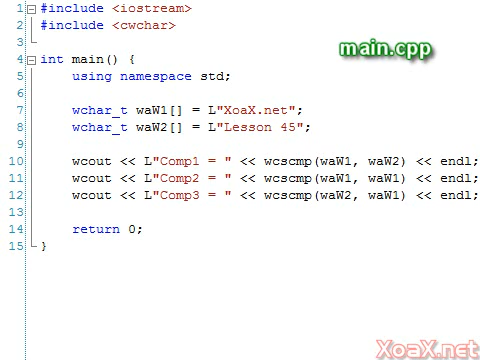 1 #include <iostream>
2 #include <cwchar>
3
main.cpp
4 int main() {
5 using namespace std;
6
7 wchar_t waW1[] = L"XoaX.net";
8 wchar_t waW2[] = L"Lesson 45";
9
10 wcout << L"Comp1 = " << wcscmp(waW1, waW2) << endl;
11 wcout << L"Comp2 = " << wcscmp(waW1, waW1) << endl;
12 wcout << L"Comp3 = " << wcscmp(waW2, waW1) << endl;
13
14 return 0;
15 }
XoaX.net